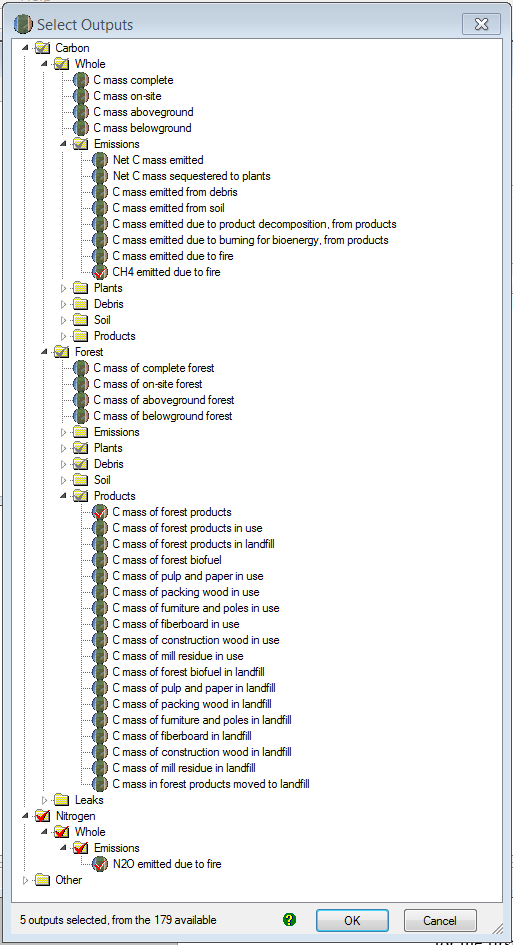 Select Outputs
Carbon
Whole
C mass complete
C mass on-site
C mass aboveground
C mass belowground
Emissions
Net C mass emitted
Net C mass sequestered to plants
C mass emitted from debris
C mass emitted from soil
C mass emitted due to product decomposition, from products
C mass emitted due to burning for bioenergy, from products
C mass emitted due to fire
CH4 emitted due to fire
Plants
Debris
Soil
Products
Forest
C mass of complete forest
C mass of on-site forest
C mass of aboveground forest
C mass of belowground forest
Emissions
Plants
Debris
Soil
Products
C mass of forest products
C mass of forest products in use
C mass of forest products in landfill
C mass of forest biofuel
C mass of pulp and paper in use
C mass of packing wood in use
C mass of furniture and poles in use
C mass of fiberboard in use
C mass of construction wood in use
C mass of mill residue in use
C mass of forest biofuel in landfill
C mass of pulp and paper in landfill
C mass of packing wood in landfill
C mass of furniture and poles in landfill
C mass of fiberboard in landfill
C mass of construction wood in landfill
C mass of mill residue in landfill
C mass in forest products moved to landfill
Leaks
Nitrogen
Whole
Emissions
N2O emitted due to fire
Other
5 outputs selected, from the 179 available ? OK Cancel